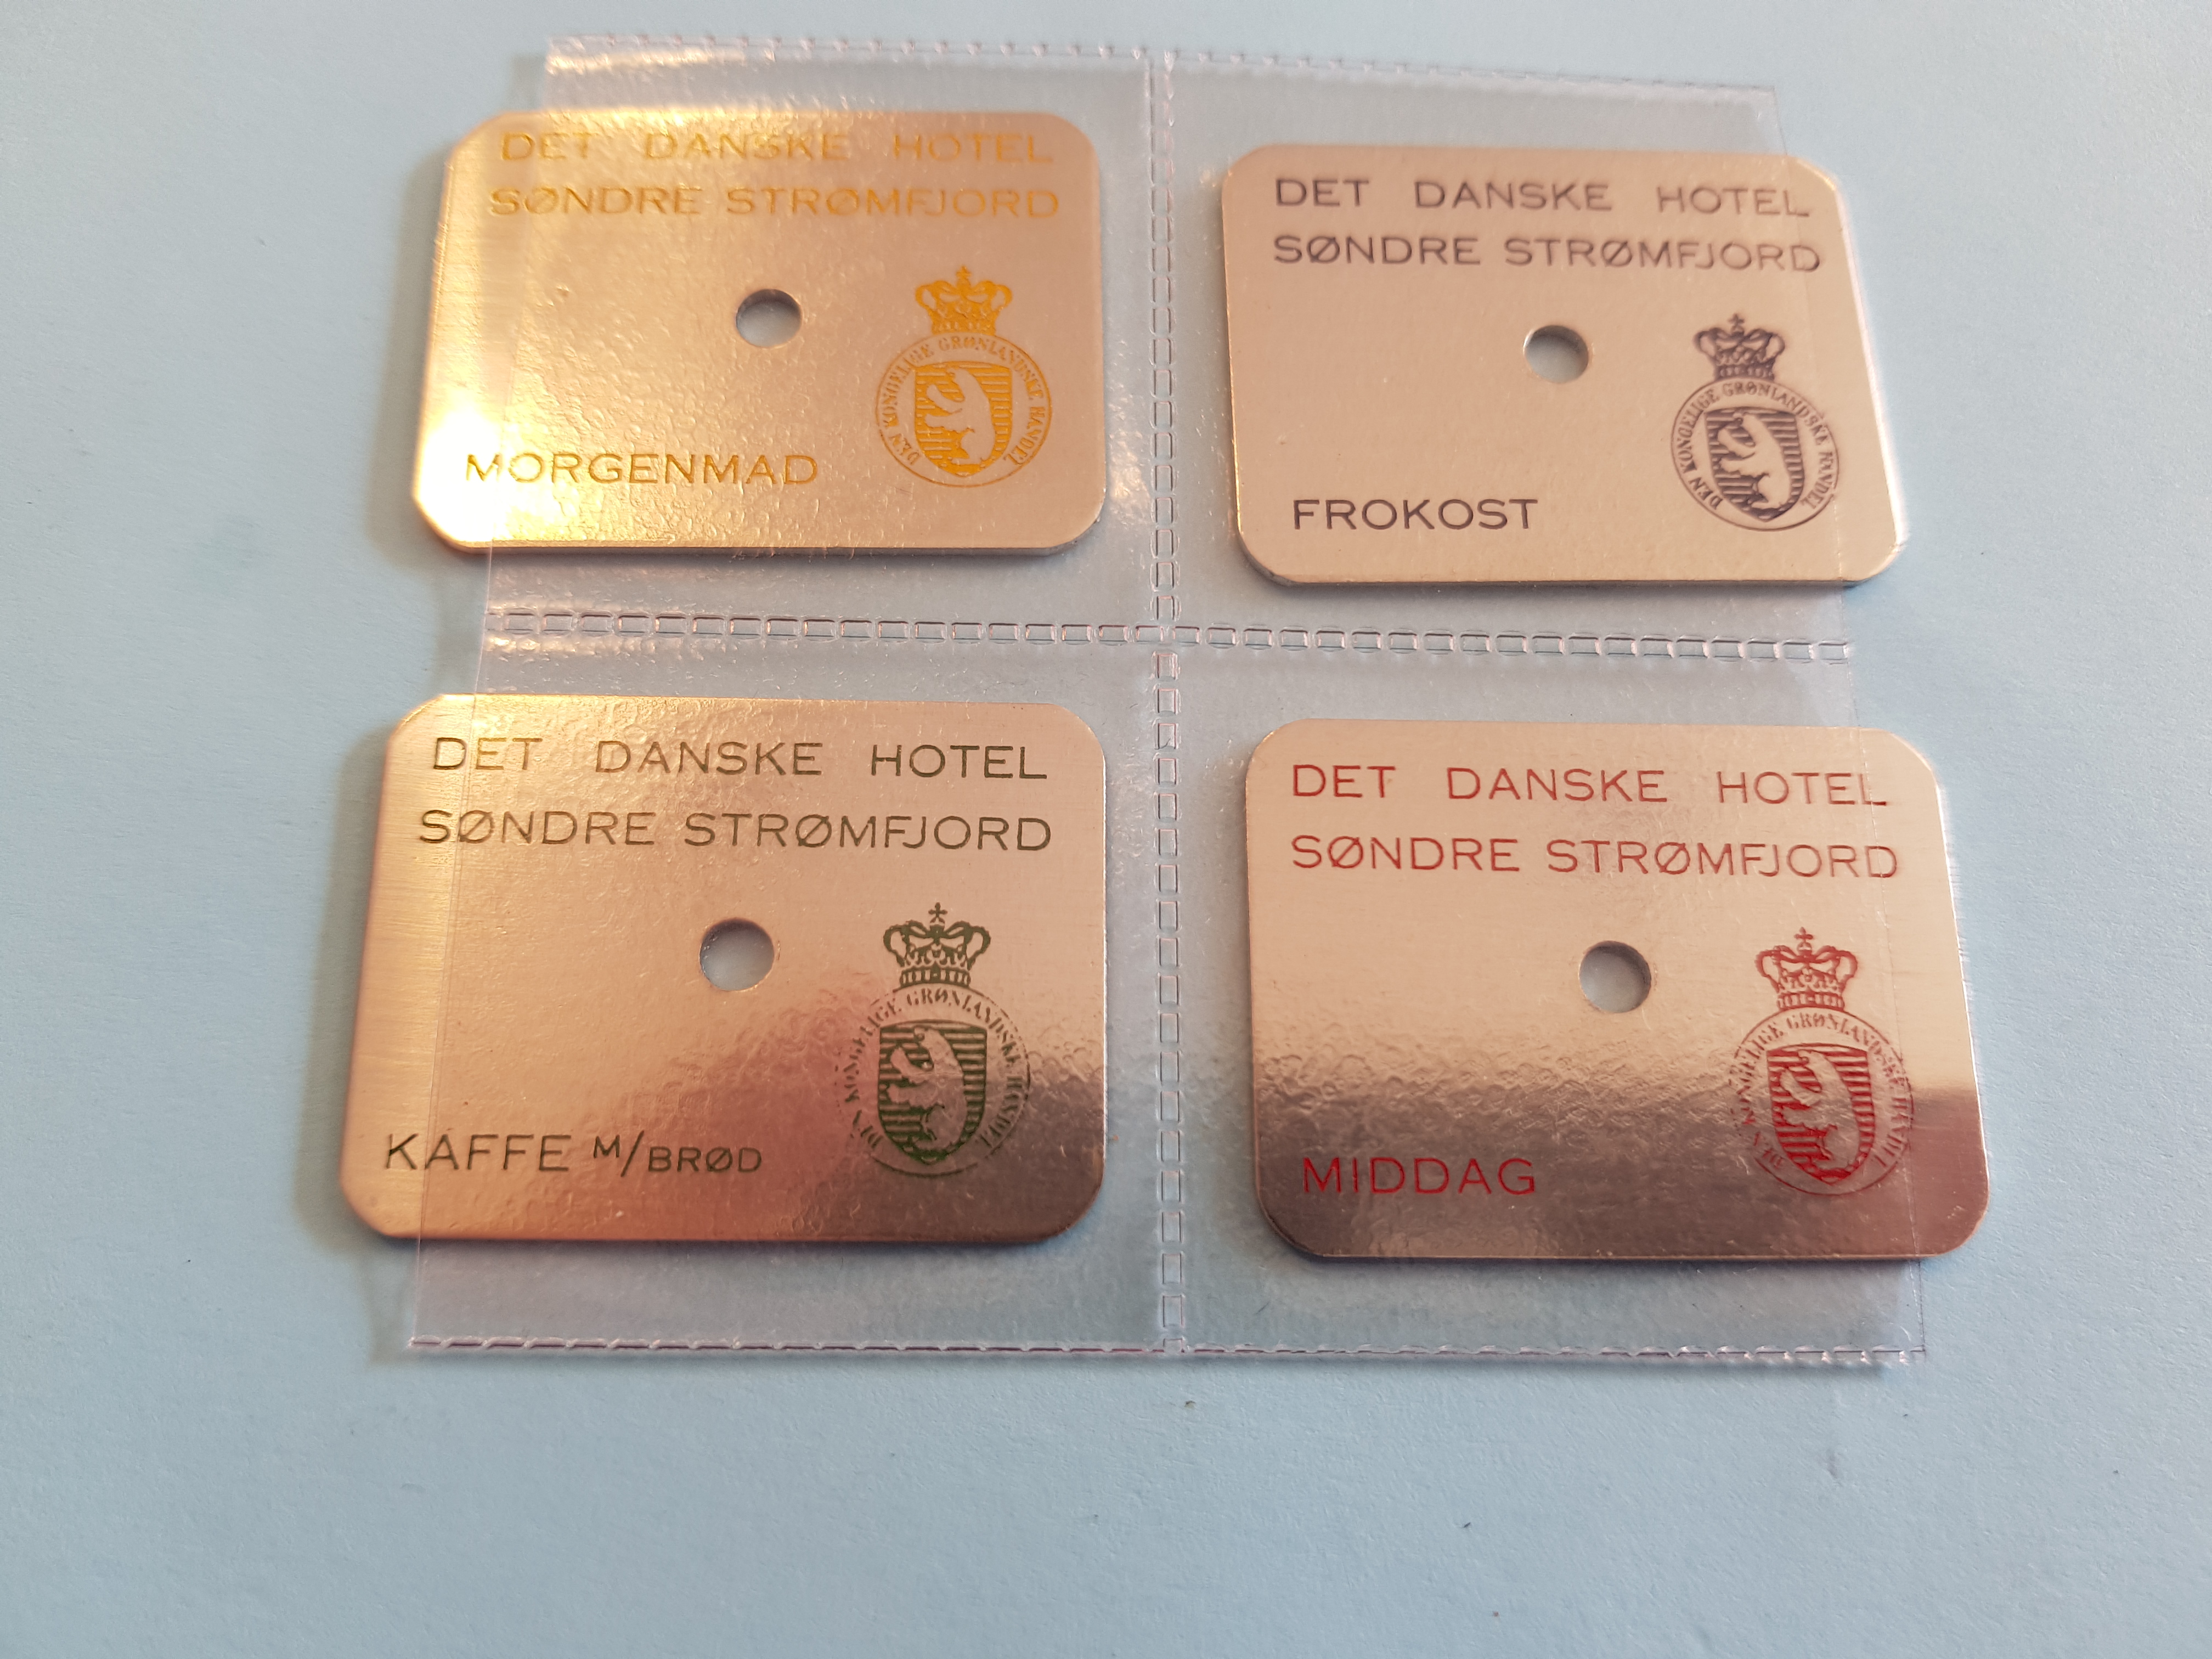 DET DANSKE HOTEL
SØNDRE STRØMFJORD
DEN KONGELIGE GRØNLANDSKE HANDEL
MORGENMAD
DET DANSKE HOTEL
SØNDRE STRØMFJORD
DEN KONGELIGE GRØNLANDSKE HANDEL
FROKOST
DET DANSKE HOTEL
SØNDRE STRØMFJORD
DEN KONGELIGE GRØNLANDSKE HANDEL
KAFFE M/BRØD
DET DANSKE HOTEL
SØNDRE STRØMFJORD
DEN KONGELIGE GRØNLANDSKE HANDEL
MIDDAG